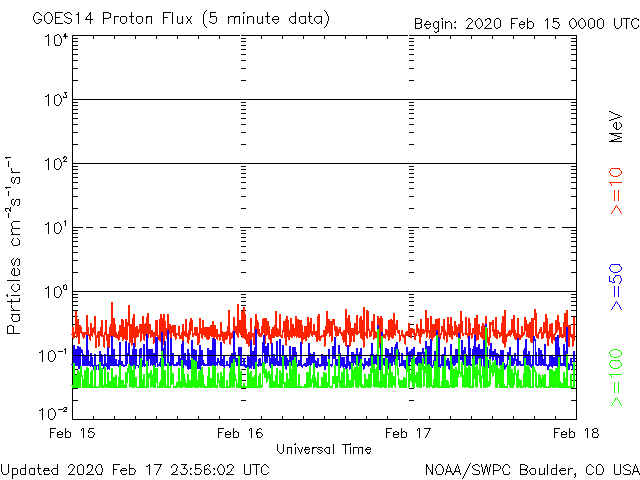 GOES14 Proton Flux (5 minute data)
Begin: 2020 Feb 15 0000 UTC
10⁴
10³
10²
10¹
10⁰
10⁻¹
10⁻²
Particles cm⁻²s⁻¹sr⁻¹
MeV
>=10
>=50
>=100
Feb 15
Feb 16
Feb 17
Feb 18
Universal Time
Updated 2020 Feb 17 23:56:02 UTC
NOAA/SWPC Boulder, CO USA